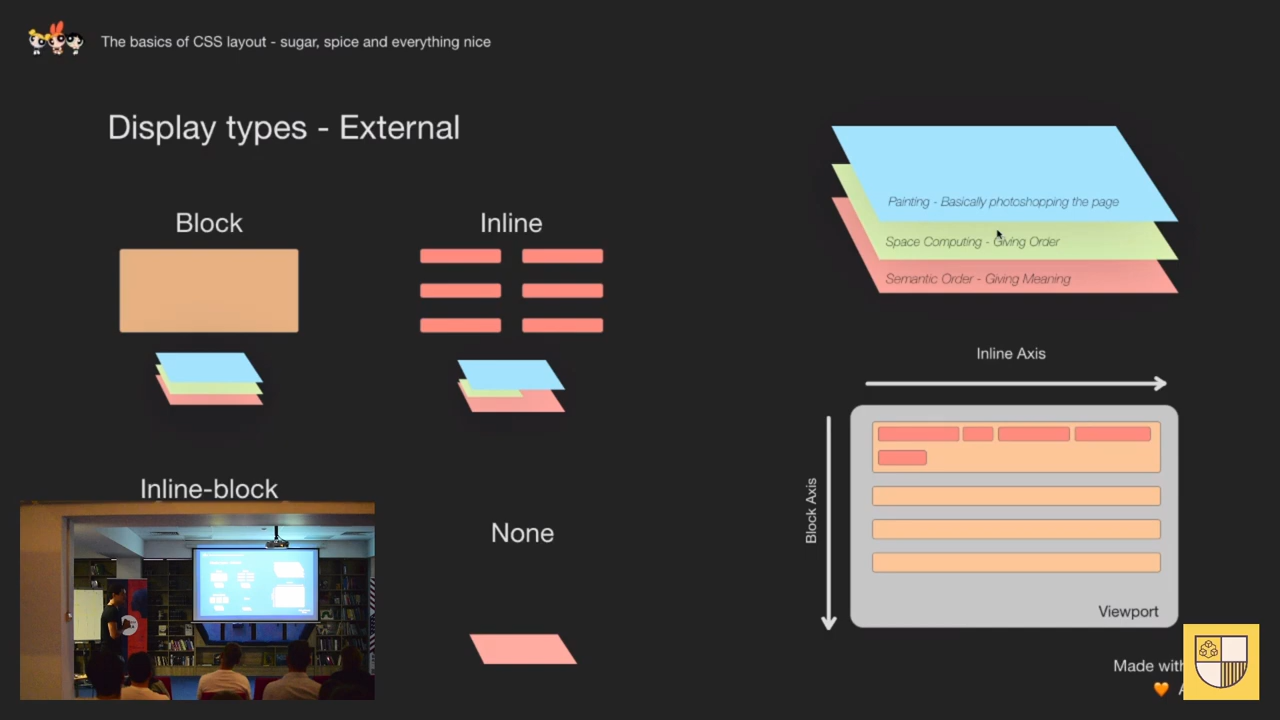 The basics of CSS layout - sugar, spice and everything nice
Display types - External
Block
Inline
Inline-block
None
Painting - Basically photoshopping the page
Space Computing - Giving Order
Semantic Order - Giving Meaning
Inline Axis
Block Axis
Viewport
Made with
🧡